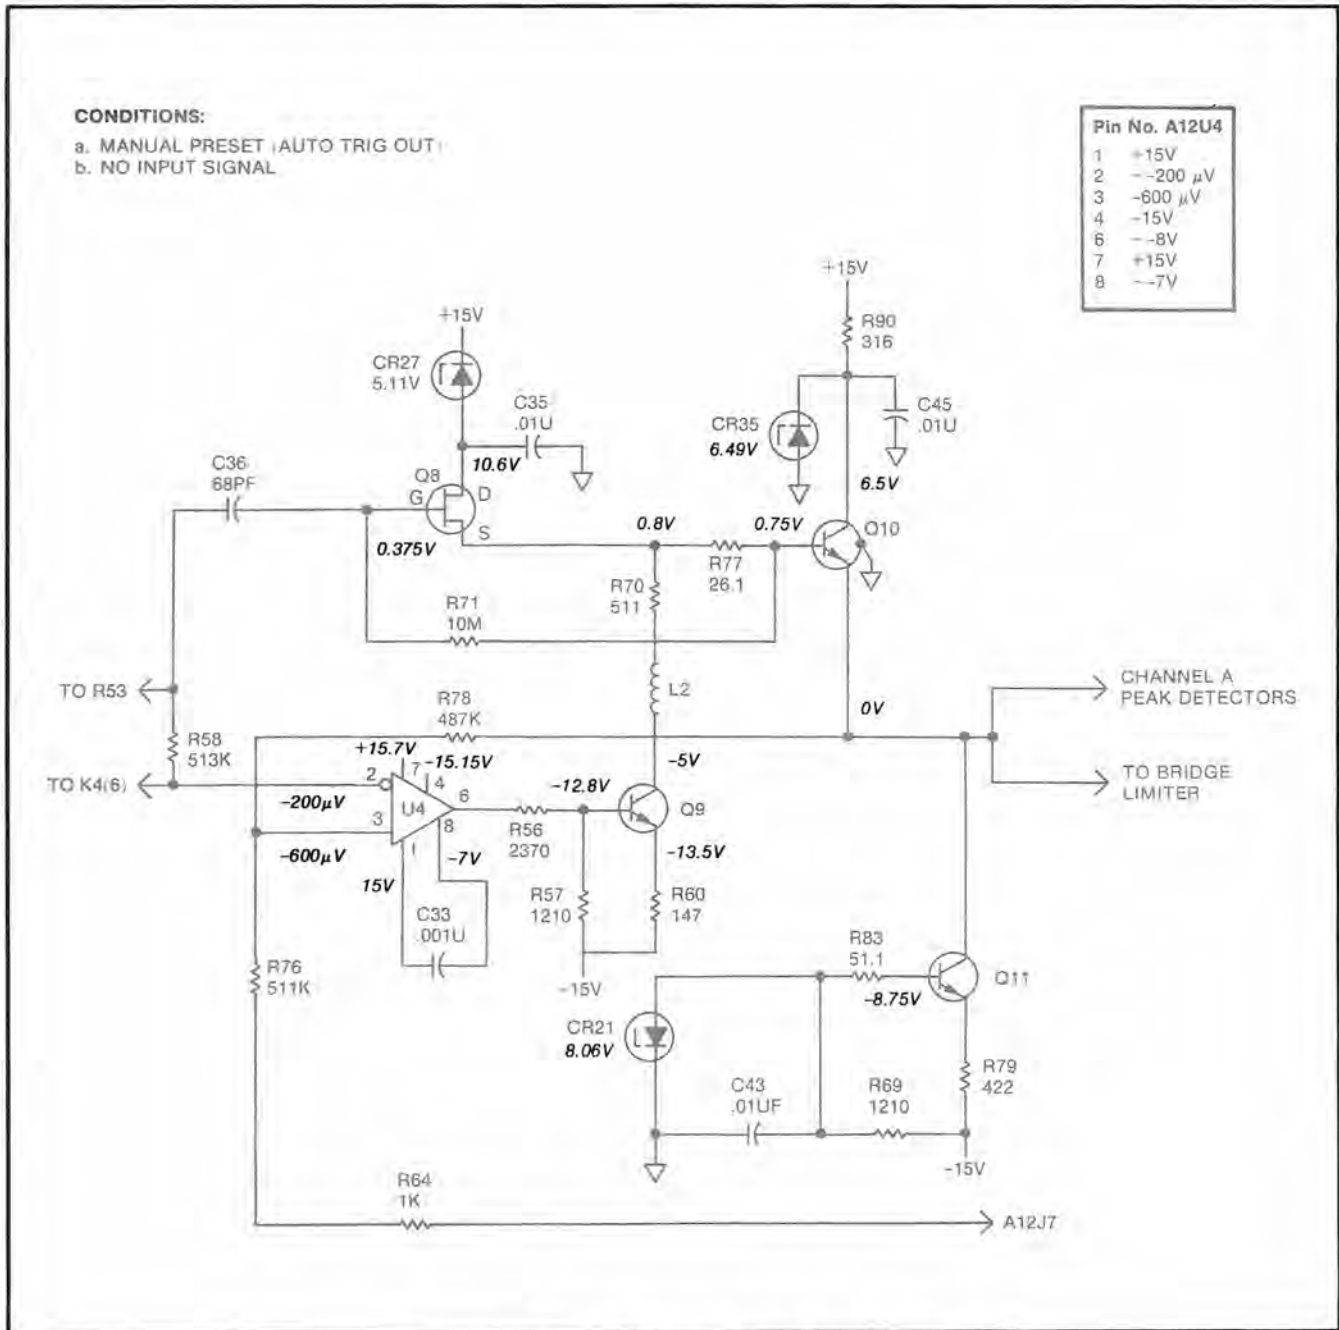 CONDITIONS:
a. MANUAL PRESET (AUTO TRIG OUT)
b. NO INPUT SIGNAL
Pin No. A12U4
1 +15V
2 --200 µV
3 -600 µV
4 -15V
6 --8V
7 +15V
8 --7V
+15V
R90
316
+15V
CR27
5.11V
C35
.01U
CR35
6.49V
C45
.01U
10.6V
6.5V
C36
68PF
Q8
G
D
S
0.375V
0.8V
0.75V
Q10
R77
26.1
R70
511
R71
10M
L2
TO R53
CHANNEL A
PEAK DETECTORS
R78
487K
0V
R58
513K
+15.7V
-15.15V
-5V
TO K4(6)
TO BRIDGE
LIMITER
2
7
4
-200µV
U4
6
-12.8V
Q9
3
8
1
R56
2370
-600µV
-7V
-13.5V
15V
R57
1210
R60
147
C33
.001U
R83
51.1
R76
511K
-15V
-8.75V
Q11
CR21
8.06V
R79
422
C43
.01UF
R69
1210
-15V
R64
1K
A12J7